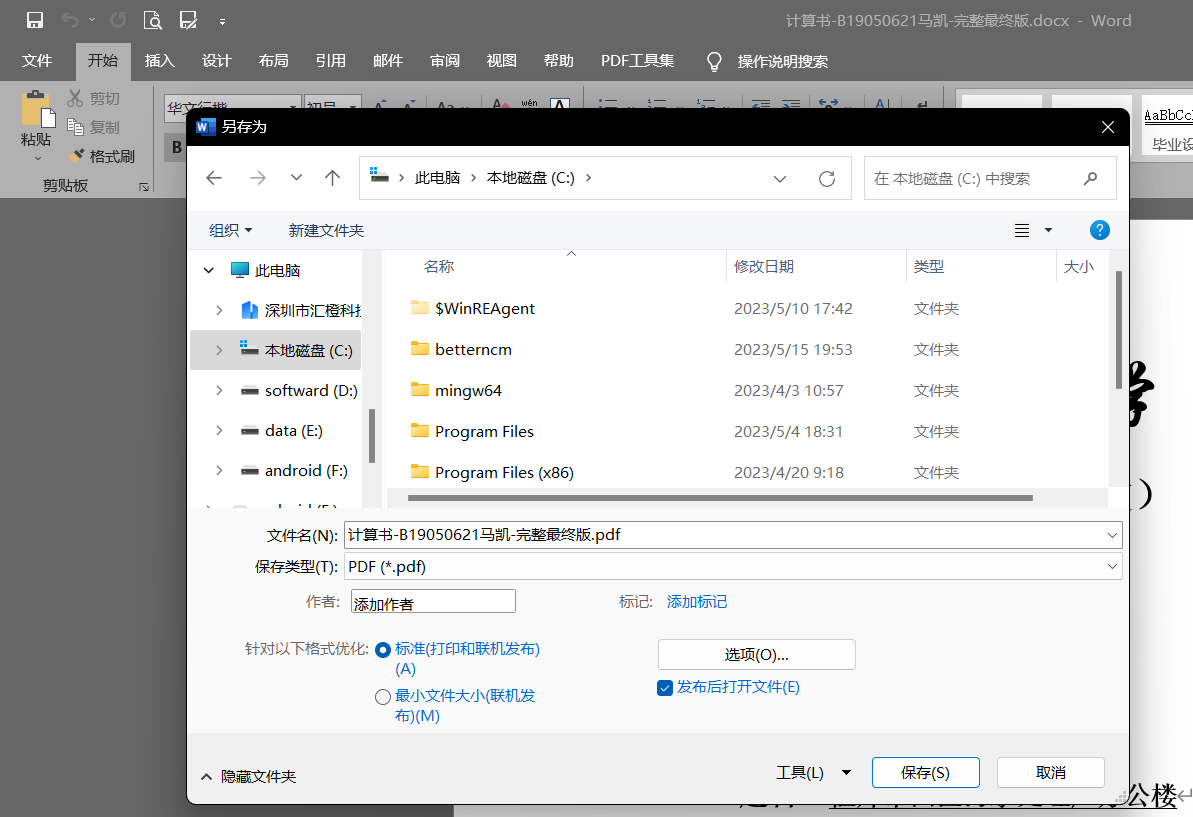 计算书-B19050621马凯-完整最终版.docx - Word
文件 开始 插入 设计 布局 引用 邮件 审阅 视图 帮助 PDF工具集 操作说明搜索
粘贴
剪切
复制
格式刷
剪贴板
华文行楷 初号
wén
A
B
AaBbCcl
毕业设
另存为
此电脑 本地磁盘 (C:)
在 本地磁盘 (C:) 中搜索
组织 新建文件夹
此电脑
深圳市汇橙科技
本地磁盘 (C:)
softward (D:)
data (E:)
android (F:)
名称 修改日期 类型 大小
$WinREAgent 2023/5/10 17:42 文件夹
betterncm 2023/5/15 19:53 文件夹
mingw64 2023/4/3 10:57 文件夹
Program Files 2023/5/4 18:31 文件夹
Program Files (x86) 2023/4/20 9:18 文件夹
文件名(N): 计算书-B19050621马凯-完整最终版.pdf
保存类型(T): PDF (*.pdf)
作者: 添加作者 标记: 添加标记
针对以下格式优化: 标准(打印和联机发布)
(A)
最小文件大小(联机发
布)(M)
选项(O)...
发布后打开文件(E)
隐藏文件夹
工具(L) 保存(S) 取消
学
)
公楼